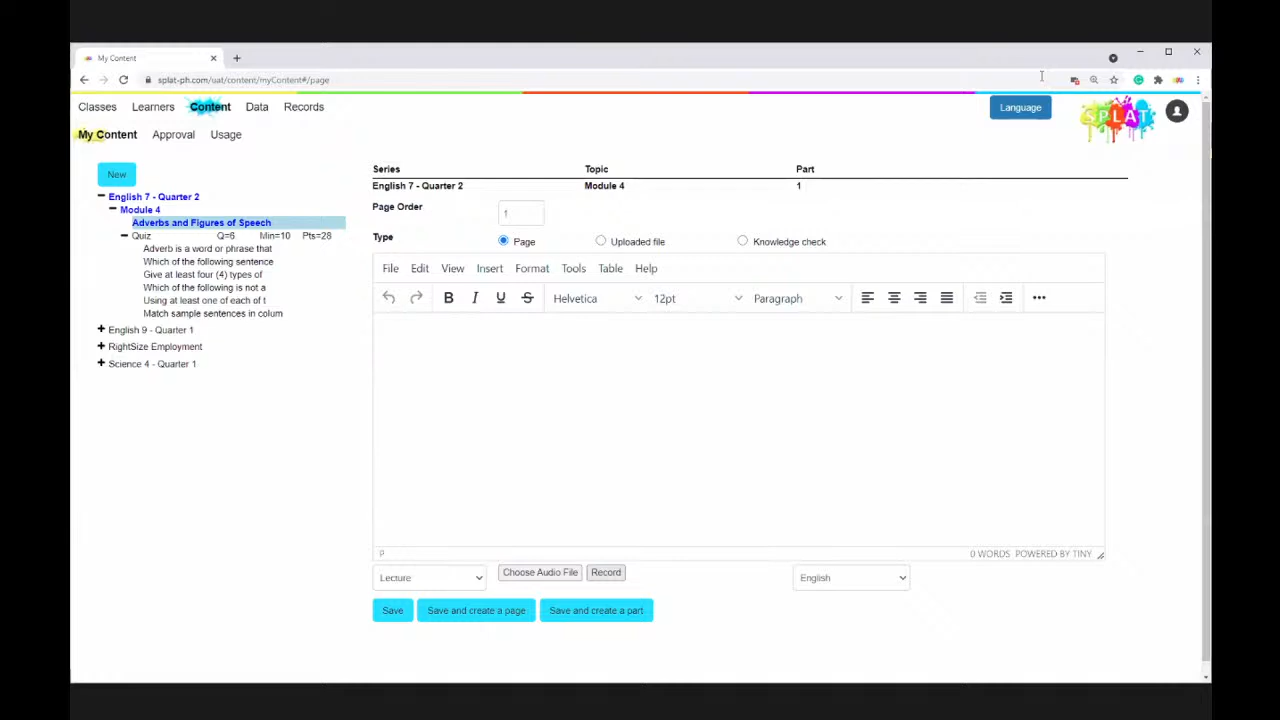 My Content
splat-ph.com/uat/content/myContent#/page
Classes Learners Content Data Records
Language
SPLAT
My Content Approval Usage
New
English 7 - Quarter 2
Module 4
Adverbs and Figures of Speech
Quiz Q=6 Min=10 Pts=28
Adverb is a word or phrase that
Which of the following sentence
Give at least four (4) types of
Which of the following is not a
Using at least one of each of t
Match sample sentences in colum
English 9 - Quarter 1
RightSize Employment
Science 4 - Quarter 1
Series Topic Part
English 7 - Quarter 2 Module 4 1
Page Order 1
Type Page Uploaded file Knowledge check
File Edit View Insert Format Tools Table Help
B I U S Helvetica 12pt Paragraph
P 0 WORDS POWERED BY TINY
Lecture Choose Audio File Record English
Save Save and create a page Save and create a part